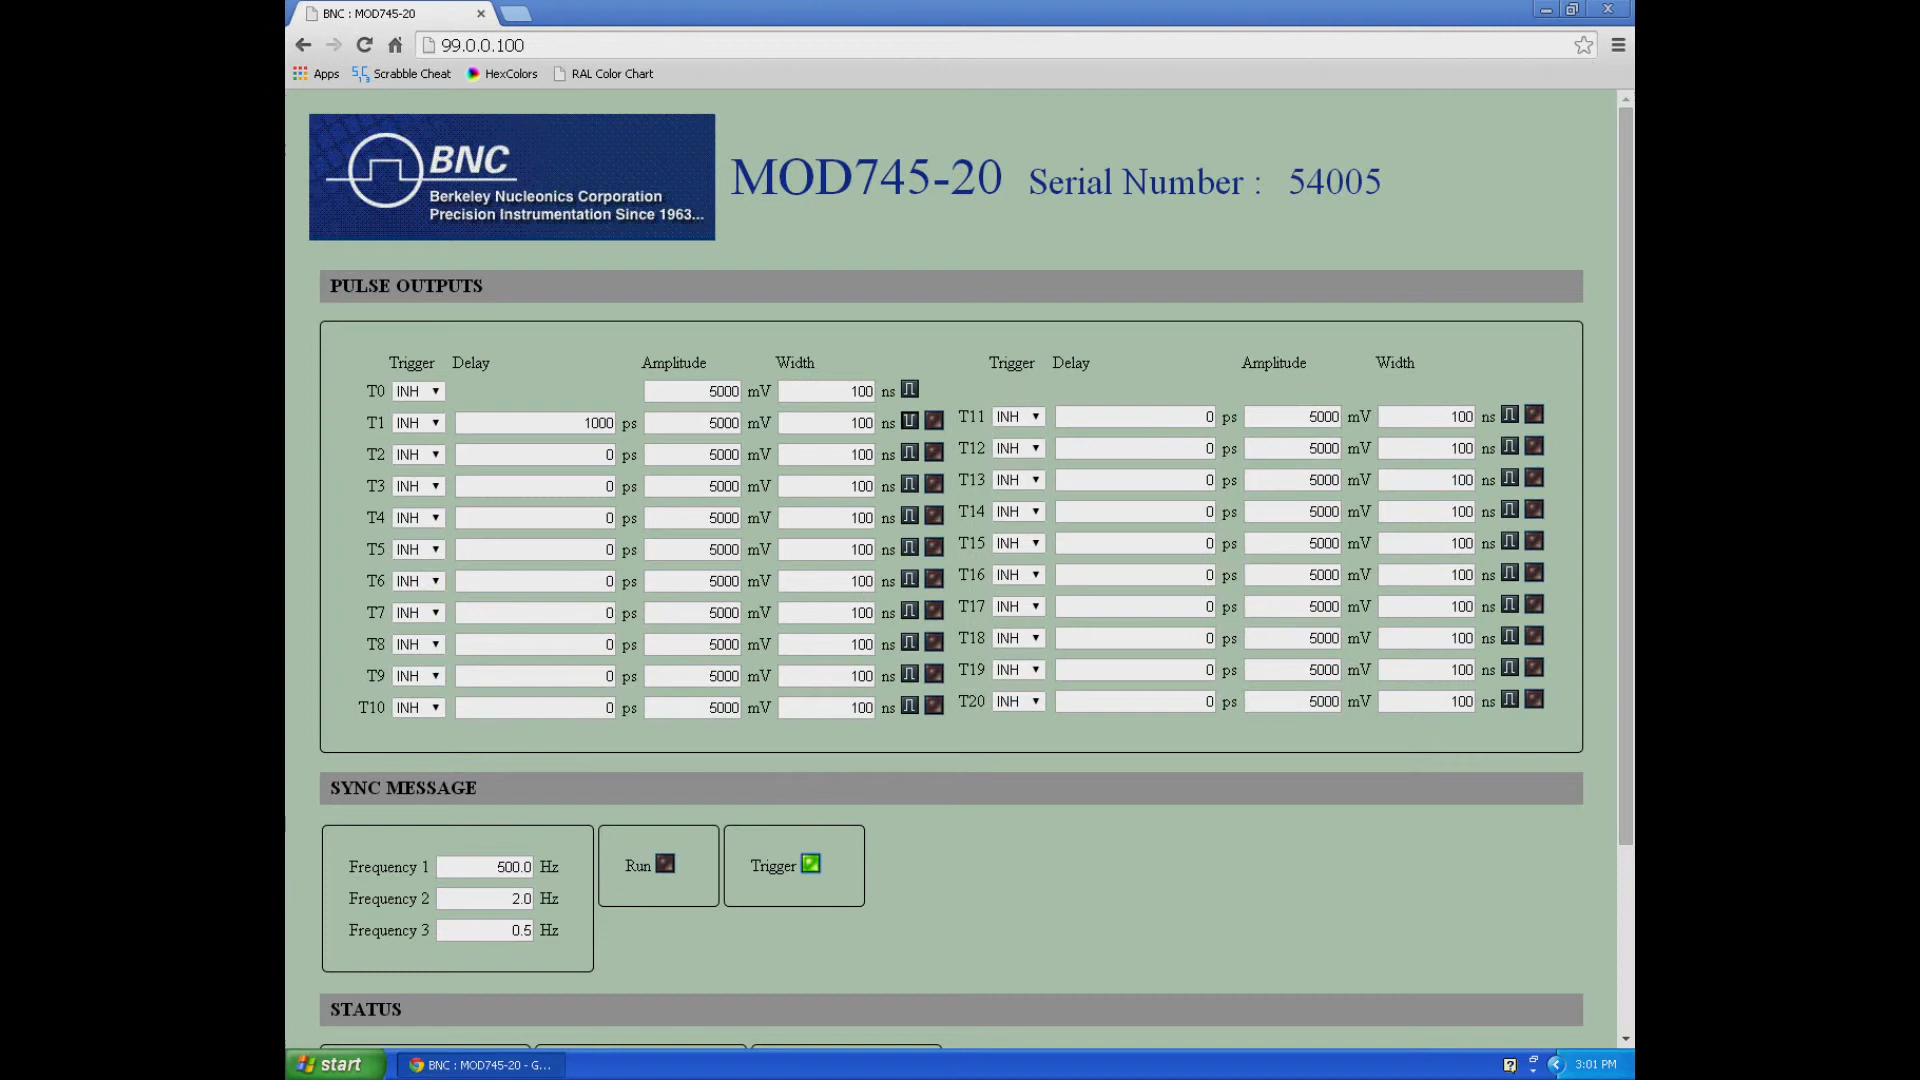 BNC : MOD745-20
99.0.0.100
Apps Scrabble Cheat HexColors RAL Color Chart
BNC
Berkeley Nucleonics Corporation
Precision Instrumentation Since 1963...
MOD745-20 Serial Number : 54005
PULSE OUTPUTS
Trigger Delay Amplitude Width
T0 INH 5000 mV 100 ns
T1 INH 1000 ps 5000 mV 100 ns
T2 INH 0 ps 5000 mV 100 ns
T3 INH 0 ps 5000 mV 100 ns
T4 INH 0 ps 5000 mV 100 ns
T5 INH 0 ps 5000 mV 100 ns
T6 INH 0 ps 5000 mV 100 ns
T7 INH 0 ps 5000 mV 100 ns
T8 INH 0 ps 5000 mV 100 ns
T9 INH 0 ps 5000 mV 100 ns
T10 INH 0 ps 5000 mV 100 ns
Trigger Delay Amplitude Width
T11 INH 0 ps 5000 mV 100 ns
T12 INH 0 ps 5000 mV 100 ns
T13 INH 0 ps 5000 mV 100 ns
T14 INH 0 ps 5000 mV 100 ns
T15 INH 0 ps 5000 mV 100 ns
T16 INH 0 ps 5000 mV 100 ns
T17 INH 0 ps 5000 mV 100 ns
T18 INH 0 ps 5000 mV 100 ns
T19 INH 0 ps 5000 mV 100 ns
T20 INH 0 ps 5000 mV 100 ns
SYNC MESSAGE
Frequency 1 500.0 Hz
Frequency 2 2.0 Hz
Frequency 3 0.5 Hz
Run
Trigger
STATUS
start BNC : MOD745-20 - G... 3:01 PM